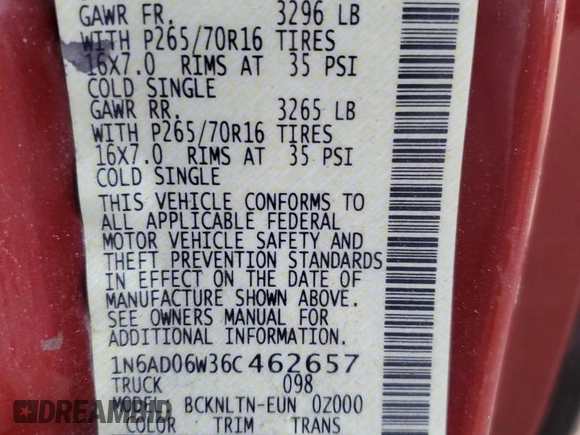 GAWR FR. 3296 LB
WITH P265/70R16 TIRES
16X7.0 RIMS AT 35 PSI
COLD SINGLE
GAWR RR. 3265 LB
WITH P265/70R16 TIRES
16X7.0 RIMS AT 35 PSI
COLD SINGLE
THIS VEHICLE CONFORMS TO
ALL APPLICABLE FEDERAL
MOTOR VEHICLE SAFETY AND
THEFT PREVENTION STANDARDS
IN EFFECT ON THE DATE OF
MANUFACTURE SHOWN ABOVE.
SEE OWNERS MANUAL FOR
ADDITIONAL INFORMATION.
1N6AD06W36C462657
TRUCK 098
MODEL: BCKNLTN-EUN 0Z000
COLOR TRIM TRANS
DREAMBID